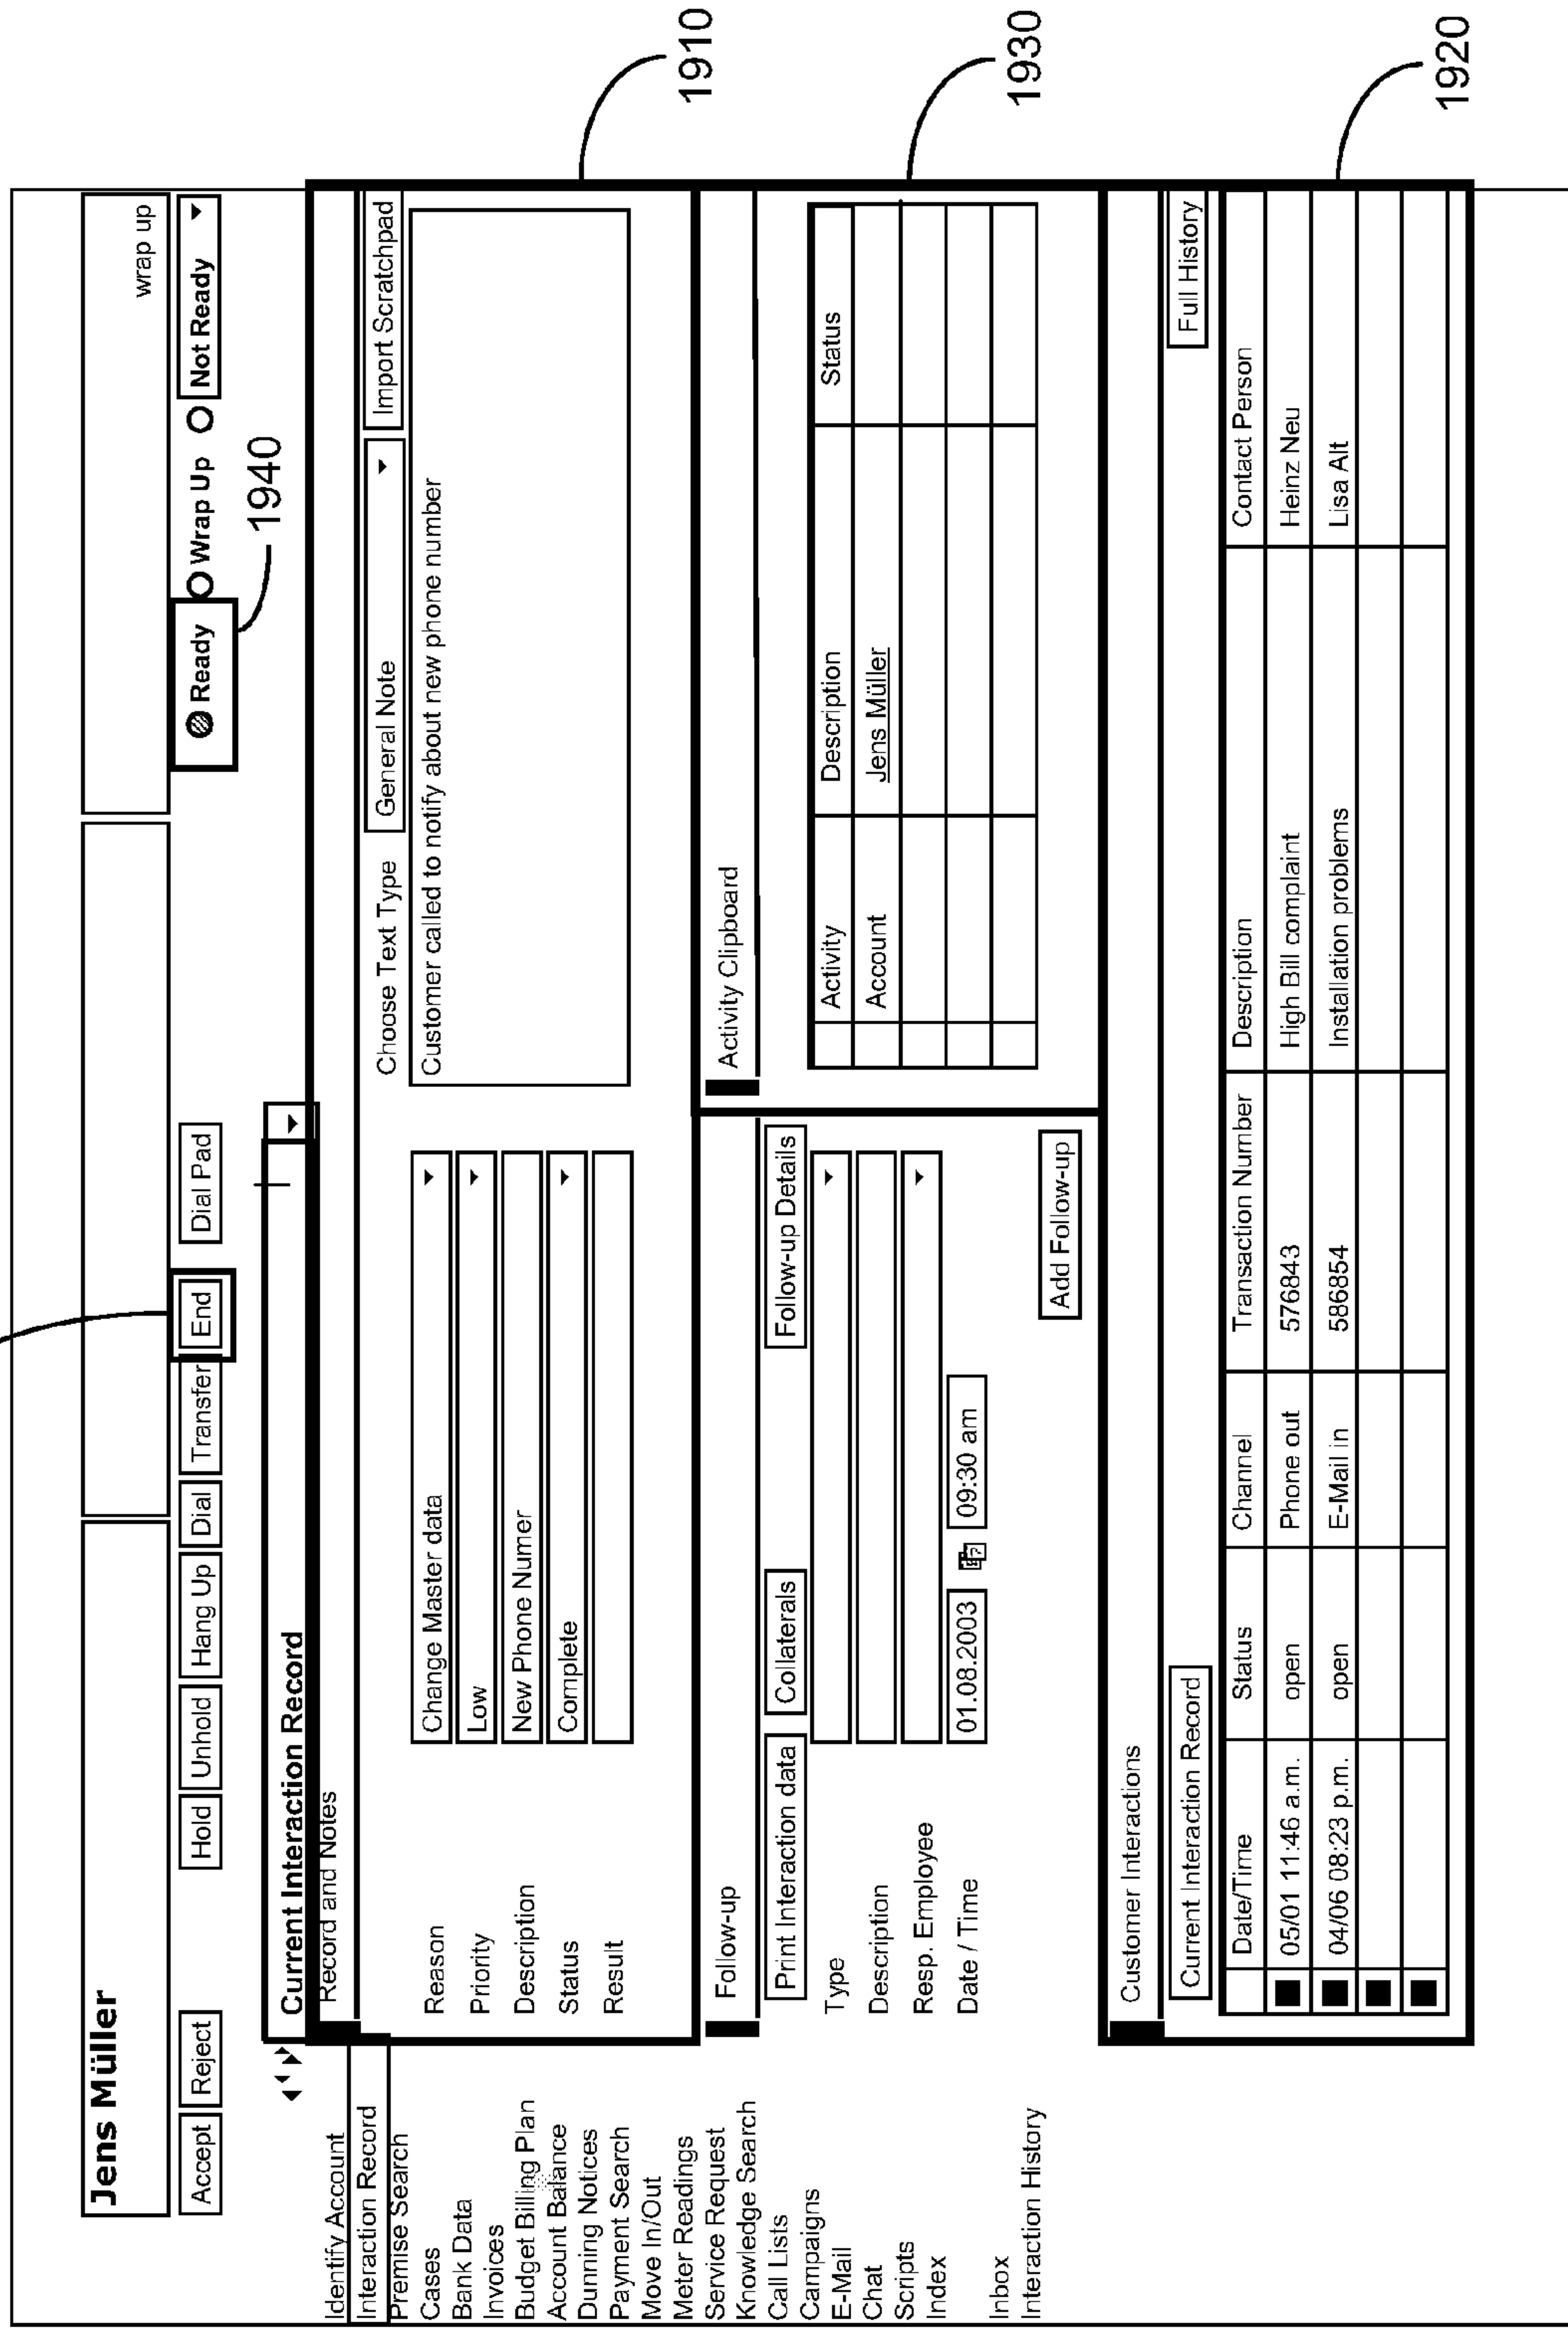 Jens Müller
wrap up
Accept Reject Hold Unhold Hang Up Dial Transfer End Dial Pad Ready Wrap Up Not Ready
1940
Current Interaction Record
Identify Account
Interaction Record
Premise Search
Cases
Bank Data
Invoices
Budget Billing Plan
Account Balance
Dunning Notices
Payment Search
Move In/Out
Meter Readings
Service Request
Knowledge Search
Call Lists
Campaigns
E-Mail
Chat
Scripts
Index
Inbox
Interaction History
Record and Notes
Choose Text Type General Note Import Scratchpad
Reason Change Master data
Priority Low
Description New Phone Numer
Status Complete
Result
Customer called to notify about new phone number
1910
Follow-up
Print Interaction data Collaterals Follow-up Details
Type
Description
Resp. Employee
Date / Time 01.08.2003 09:30 am
Add Follow-up
Activity Clipboard
Activity Description Status
Account Jens Müller
1930
Customer Interactions
Current Interaction Record Full History
Date/Time Status Channel Transaction Number Description Contact Person
05/01 11:46 a.m. open Phone out 576843 High Bill complaint Heinz Neu
04/06 08:23 p.m. open E-Mail in 586854 Installation problems Lisa Alt
1920